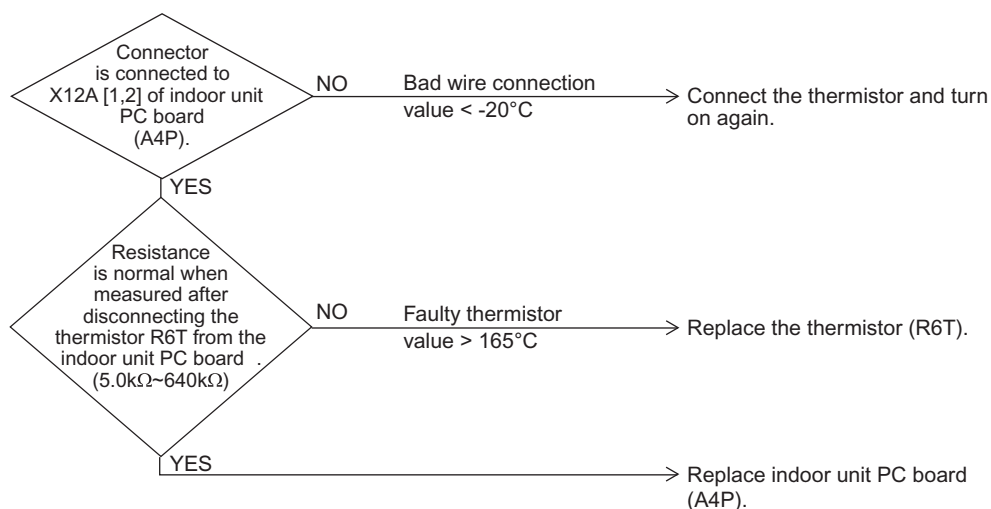 Connector
is connected to
X12A [1,2] of indoor unit
PC board
(A4P).
NO
Bad wire connection
value < -20°C
Connect the thermistor and turn
on again.
YES
Resistance
is normal when
measured after
disconnecting the
thermistor R6T from the
indoor unit PC board .
(5.0kΩ~640kΩ)
NO
Faulty thermistor
value > 165°C
Replace the thermistor (R6T).
YES
Replace indoor unit PC board
(A4P).